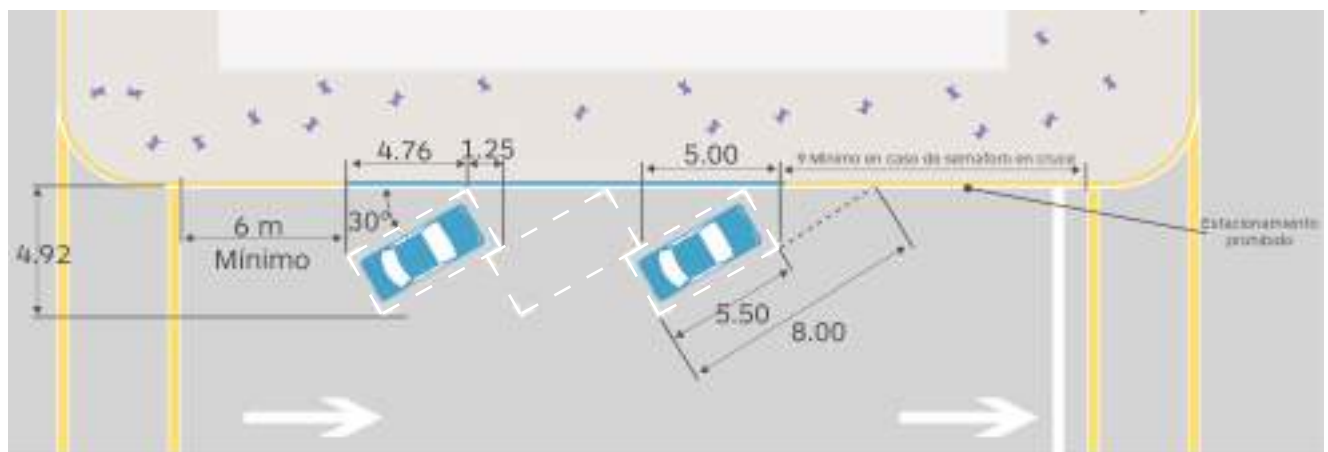 4.76
1.25
5.00
9 Mínimo en caso de semáforo en cruce
30°
6 m
Mínimo
4.92
Estacionamiento
prohibido
5.50
8.00